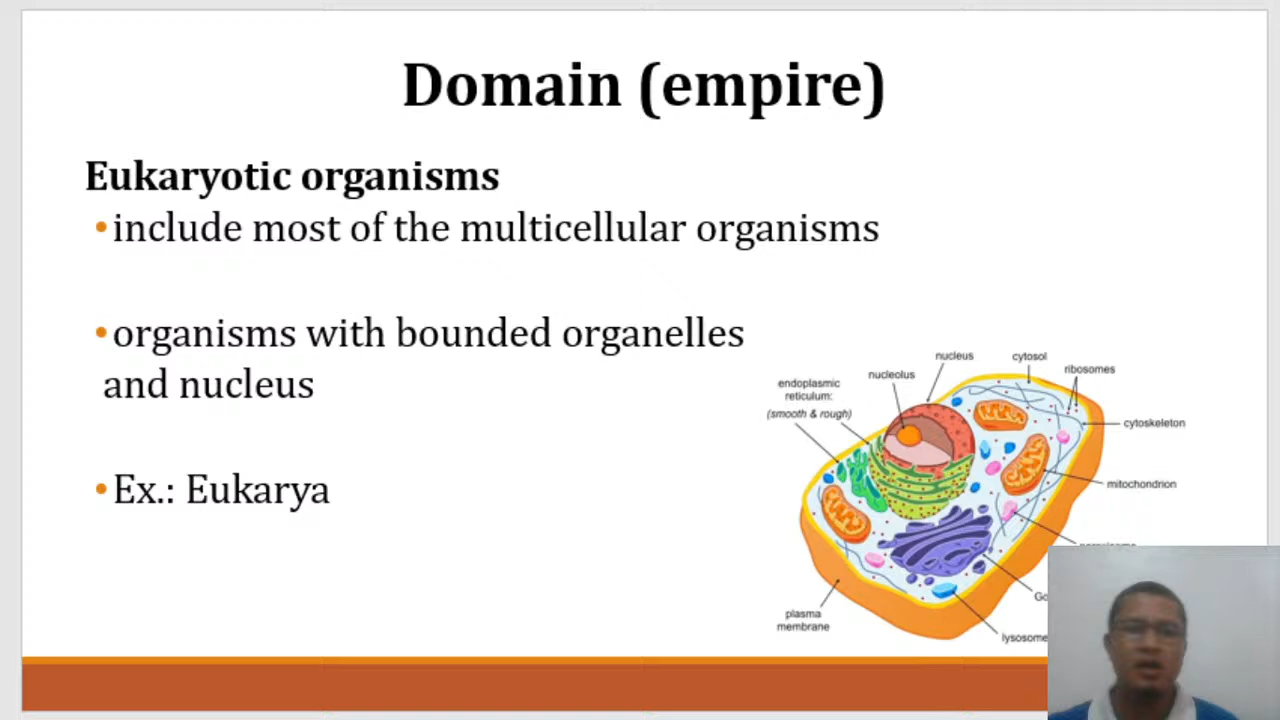 Domain (empire)
Eukaryotic organisms
•include most of the multicellular organisms
•organisms with bounded organelles
and nucleus
•Ex.: Eukarya
nucleus
cytosol
nucleolus
ribosomes
endoplasmic
reticulum:
(smooth & rough)
cytoskeleton
mitochondrion
plasma
membrane
lysosome